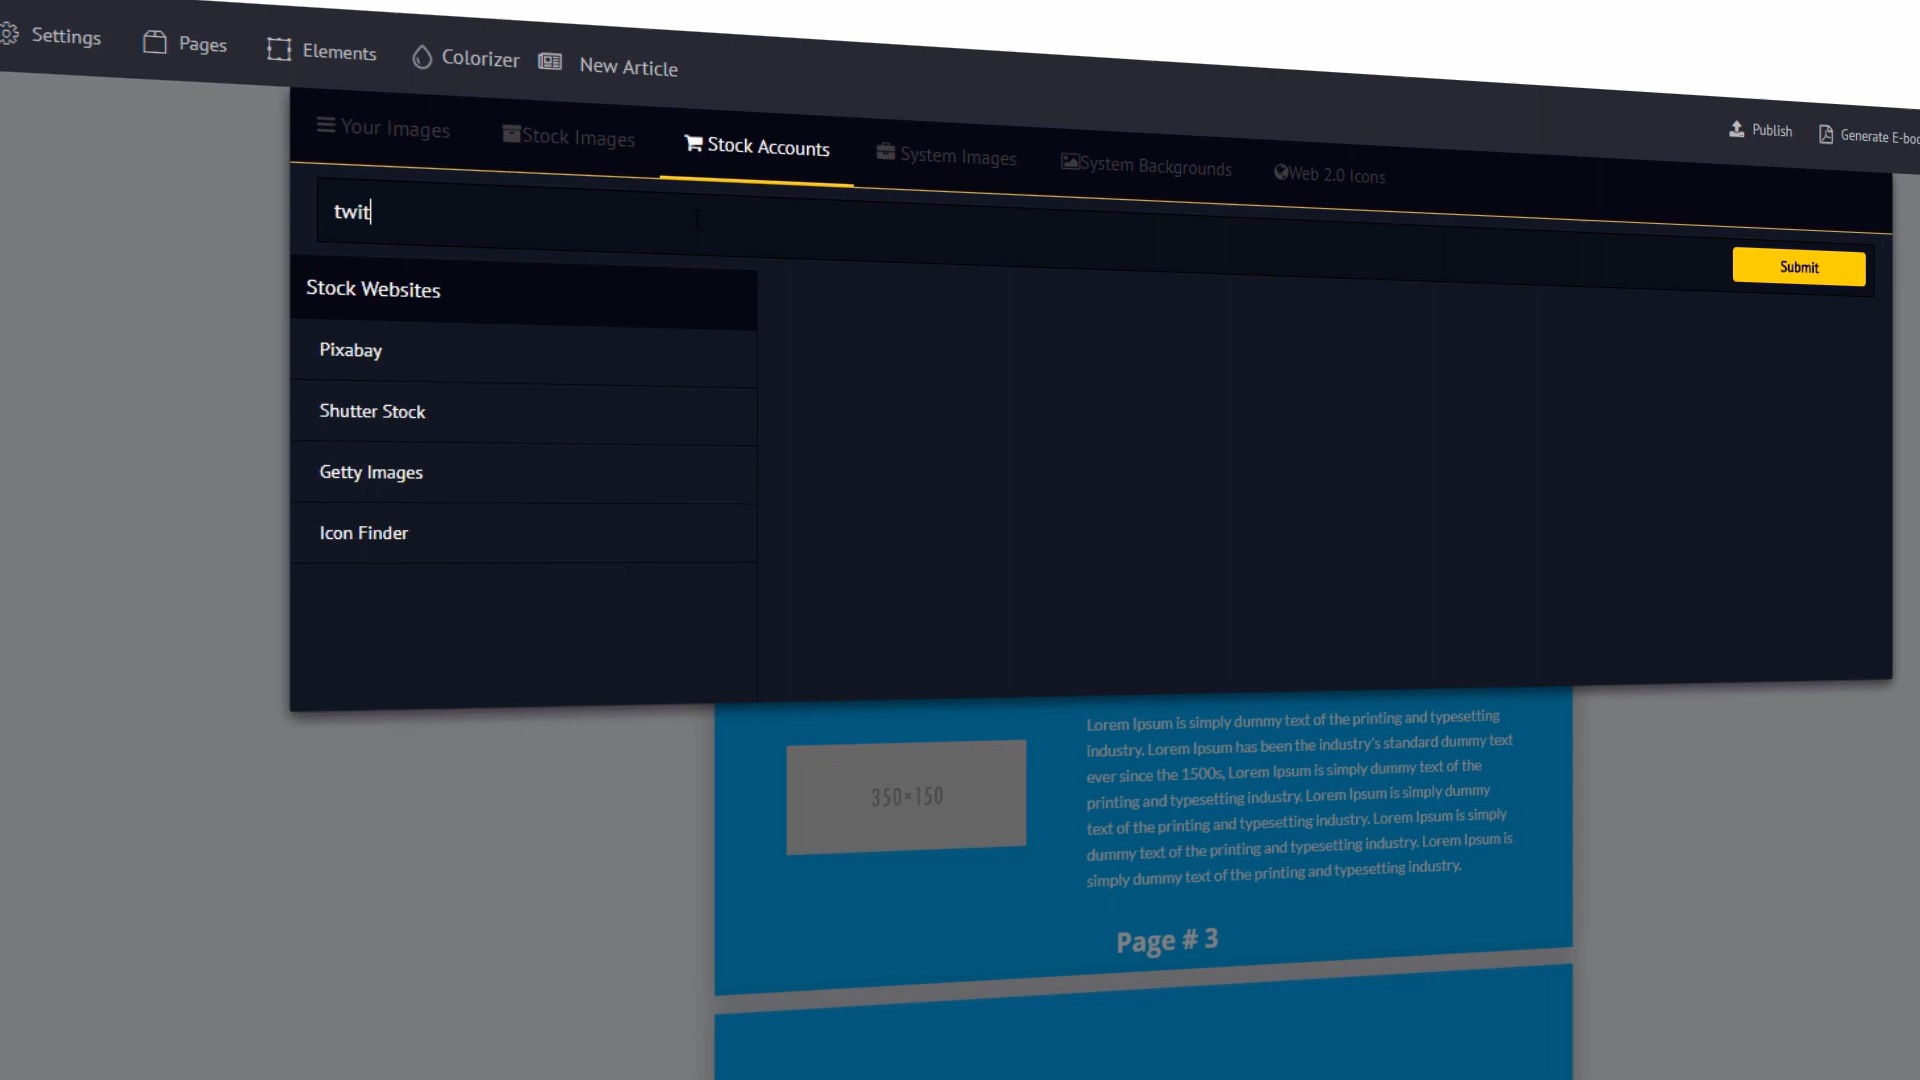 Settings
Pages
Elements
Colorizer
New Article
Publish
Your Images
Stock Images
Stock Accounts
System Images
System Backgrounds
Web 2.0 Icons
twit
Submit
Stock Websites
Pixabay
Shutter Stock
Getty Images
Icon Finder
Lorem Ipsum is simply dummy text of the printing and typesetting
industry. Lorem Ipsum has been the industry's standard dummy text
ever since the 1500s, Lorem Ipsum is simply dummy text of the
printing and typesetting industry. Lorem Ipsum is simply dummy
text of the printing and typesetting industry. Lorem Ipsum is simply
dummy text of the printing and typesetting industry. Lorem Ipsum is
simply dummy text of the printing and typesetting industry.
350×150
Page # 3
Generate E-boo